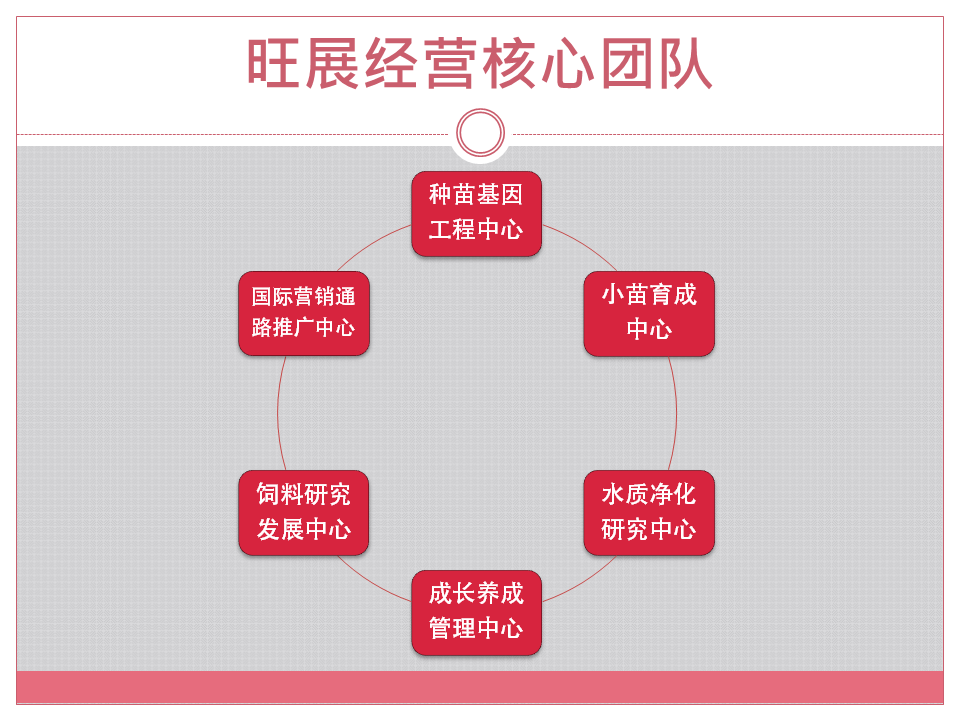 旺展经营核心团队
种苗基因
工程中心
小苗育成
中心
水质净化
研究中心
成长养成
管理中心
饲料研究
发展中心
国际营销通
路推广中心